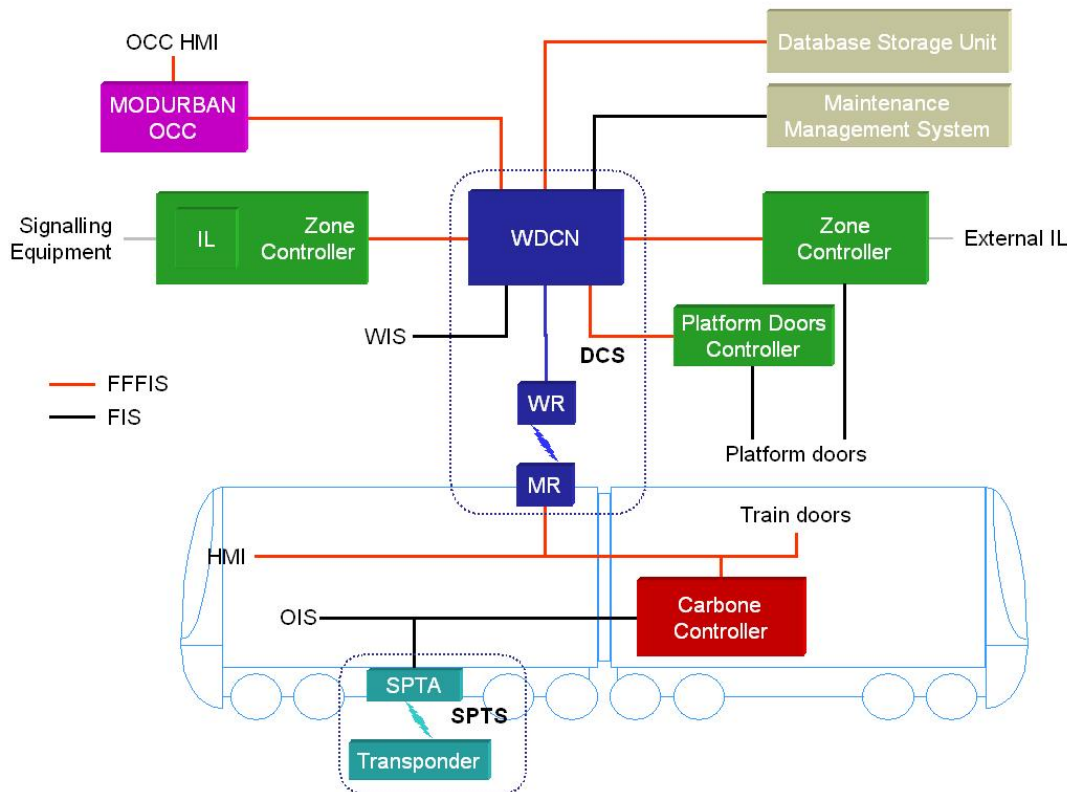 OCC HMI
MODURBAN
OCC
Database Storage Unit
Maintenance
Management System
Signalling
Equipment
IL
Zone
Controller
WDCN
Zone
Controller
External IL
WIS
DCS
Platform Doors
Controller
FFFIS
FIS
WR
Platform doors
MR
Train doors
HMI
Carbone
Controller
OIS
SPTA
SPTS
Transponder